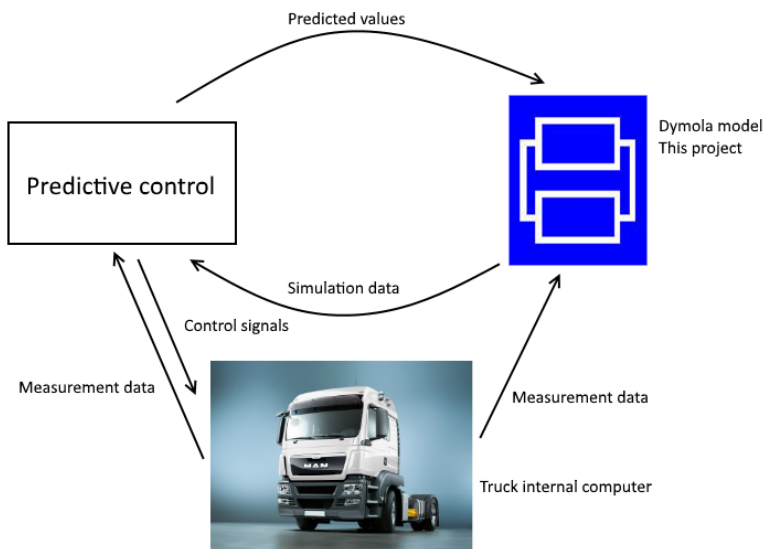 Predicted values
Dymola model
This project
Predictive control
Simulation data
Control signals
Measurement data
Measurement data
MAN
Truck internal computer